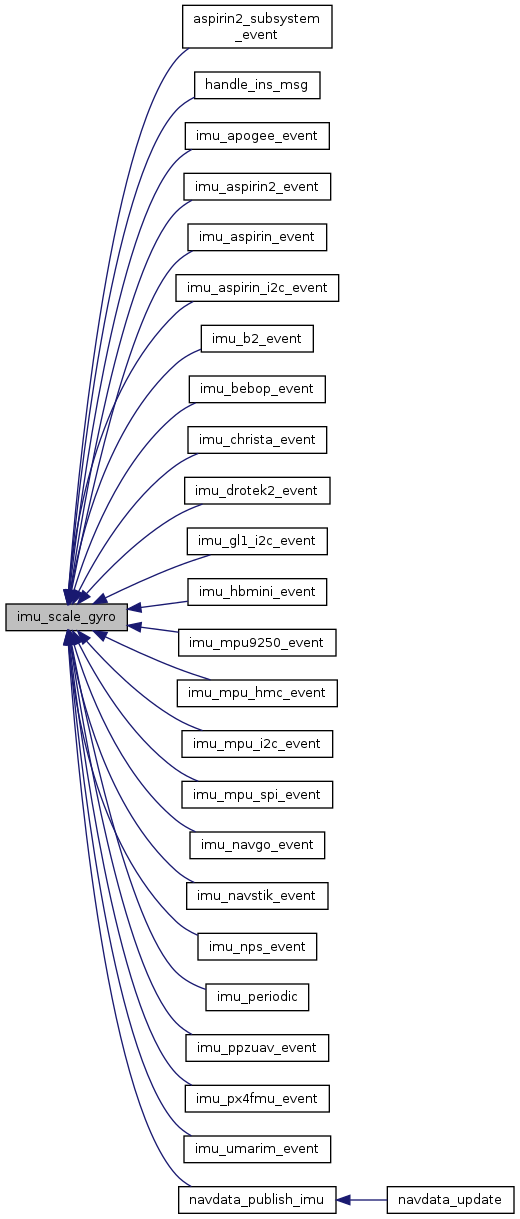 aspirin2_subsystem
_event
handle_ins_msg
imu_apogee_event
imu_aspirin2_event
imu_aspirin_event
imu_aspirin_i2c_event
imu_b2_event
imu_bebop_event
imu_christa_event
imu_drotek2_event
imu_gl1_i2c_event
imu_hbmini_event
imu_scale_gyro
imu_mpu9250_event
imu_mpu_hmc_event
imu_mpu_i2c_event
imu_mpu_spi_event
imu_navgo_event
imu_navstik_event
imu_nps_event
imu_periodic
imu_ppzuav_event
imu_px4fmu_event
imu_umarim_event
navdata_publish_imu
navdata_update